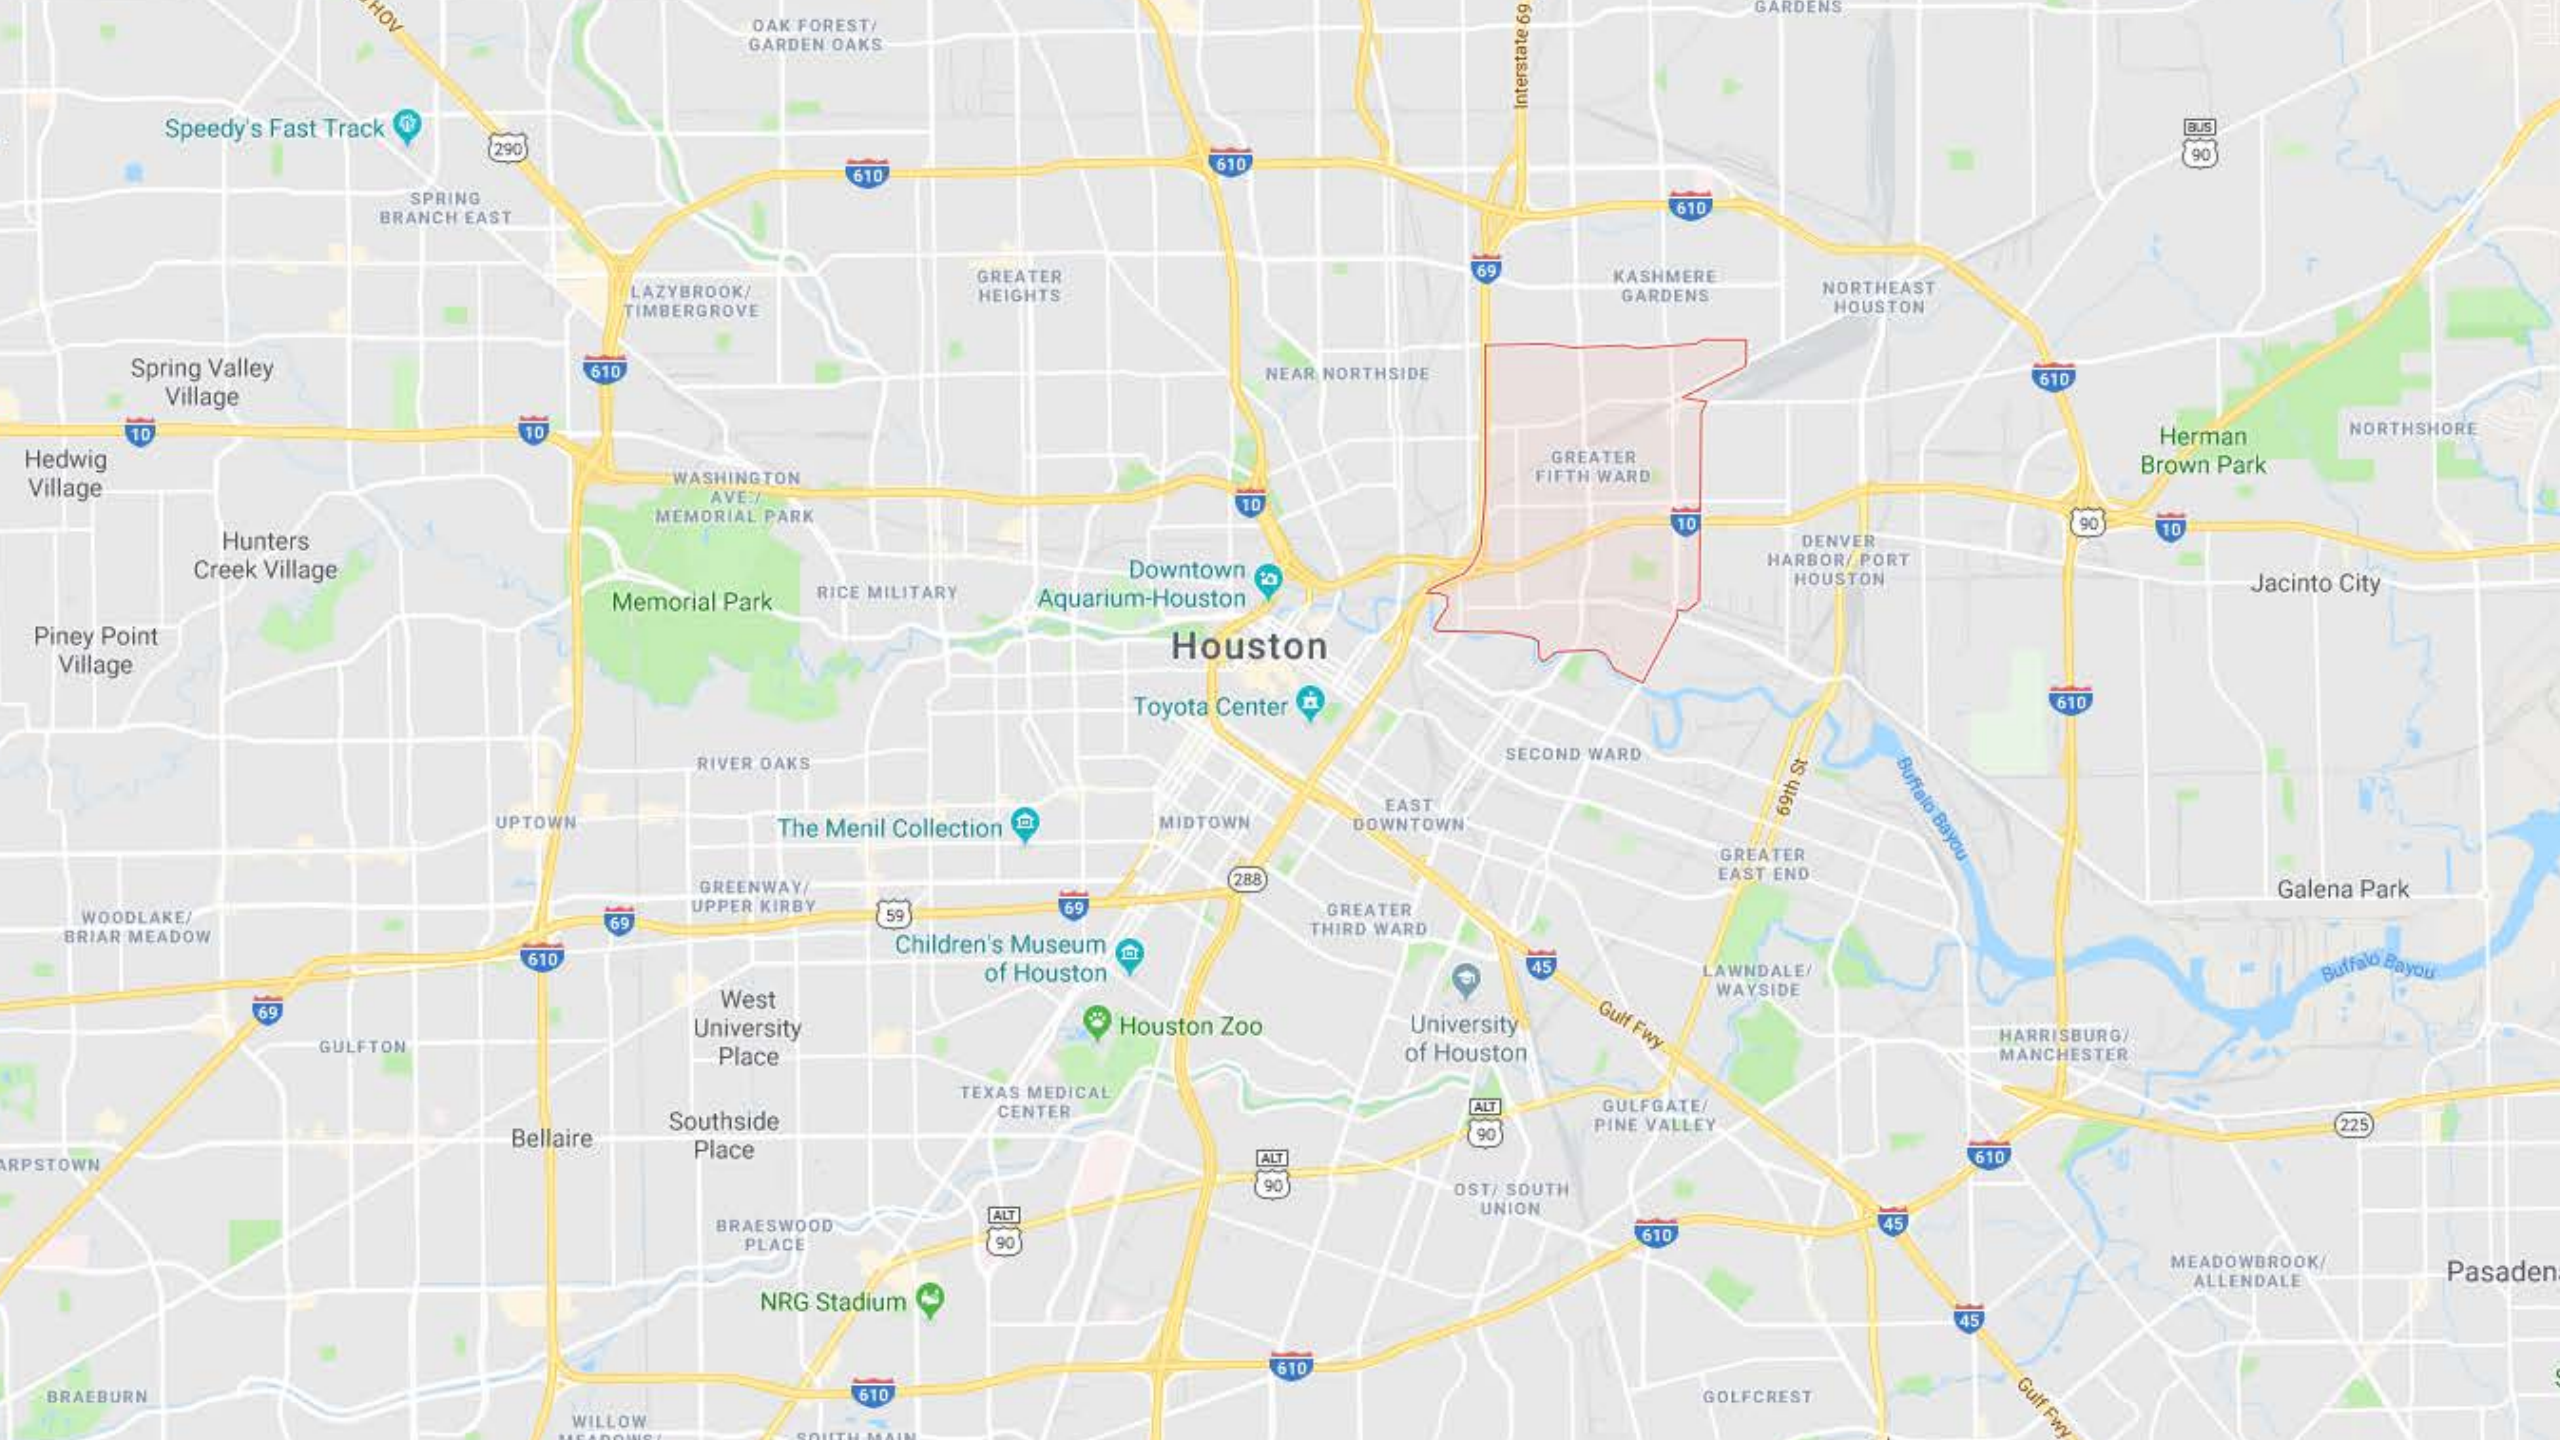 HOV
OAK FOREST/
GARDEN OAKS
Interstate 69
GARDENS
Speedy's Fast Track
290
610
610
BUS
90
SPRING
BRANCH EAST
610
69
GREATER
HEIGHTS
KASHMERE
GARDENS
NORTHEAST
HOUSTON
LAZYBROOK/
TIMBERGROVE
Spring Valley
Village
610
NEAR NORTHSIDE
610
10
10
Herman
Brown Park
NORTHSHORE
Hedwig
Village
WASHINGTON
AVE./
MEMORIAL PARK
10
GREATER
FIFTH WARD
10
90
10
Hunters
Creek Village
DENVER
HARBOR/ PORT
HOUSTON
Downtown
Aquarium-Houston
Jacinto City
Memorial Park
RICE MILITARY
Piney Point
Village
Houston
Toyota Center
610
RIVER OAKS
SECOND WARD
69th St
Buffalo Bayou
UPTOWN
The Menil Collection
MIDTOWN
EAST
DOWNTOWN
GREATER
EAST END
288
Galena Park
GREENWAY/
UPPER KIRBY
69
59
69
WOODLAKE/
BRIAR MEADOW
GREATER
THIRD WARD
610
Children's Museum
of Houston
45
LAWNDALE/
WAYSIDE
Buffalo Bayou
69
West
University
Place
Houston Zoo
University
of Houston
Gulf Fwy
GULFTON
HARRISBURG/
MANCHESTER
TEXAS MEDICAL
CENTER
ALT
90
GULFGATE/
PINE VALLEY
225
Bellaire
Southside
Place
ARPSTOWN
ALT
90
610
OST/ SOUTH
UNION
BRAESWOOD
PLACE
ALT
90
610
45
MEADOWBROOK/
ALLENDALE
Pasaden
NRG Stadium
45
610
610
BRAEBURN
GOLFCREST
Gulf Fwy
WILLOW
MEADOWS/
SOUTH MAIN